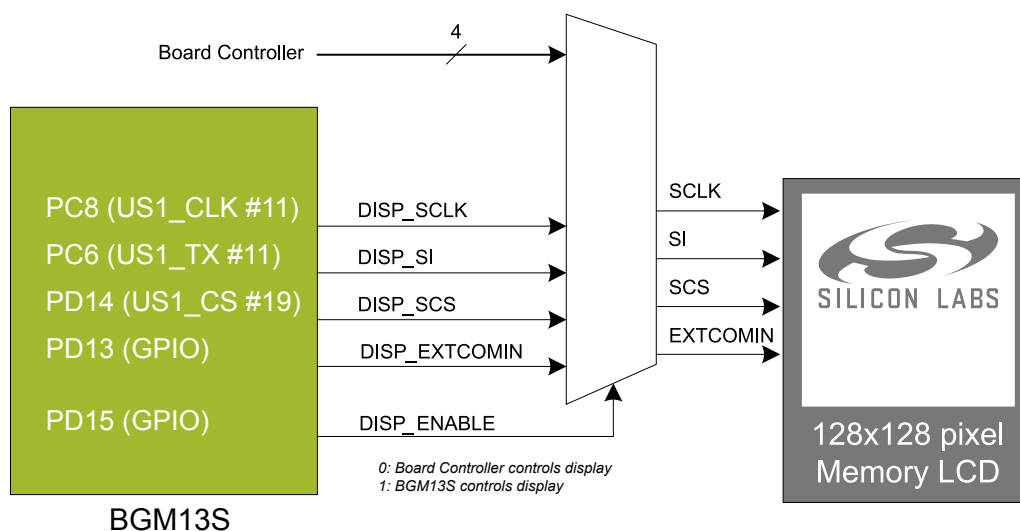 4
Board Controller
PC8 (US1_CLK #11)
DISP_SCLK
SCLK
PC6 (US1_TX #11)
DISP_SI
SI
PD14 (US1_CS #19)
DISP_SCS
SCS
PD13 (GPIO)
DISP_EXTCOMIN
EXTCOMIN
PD15 (GPIO)
DISP_ENABLE
SILICON LABS
128x128 pixel
Memory LCD
0: Board Controller controls display
1: BGM13S controls display
BGM13S